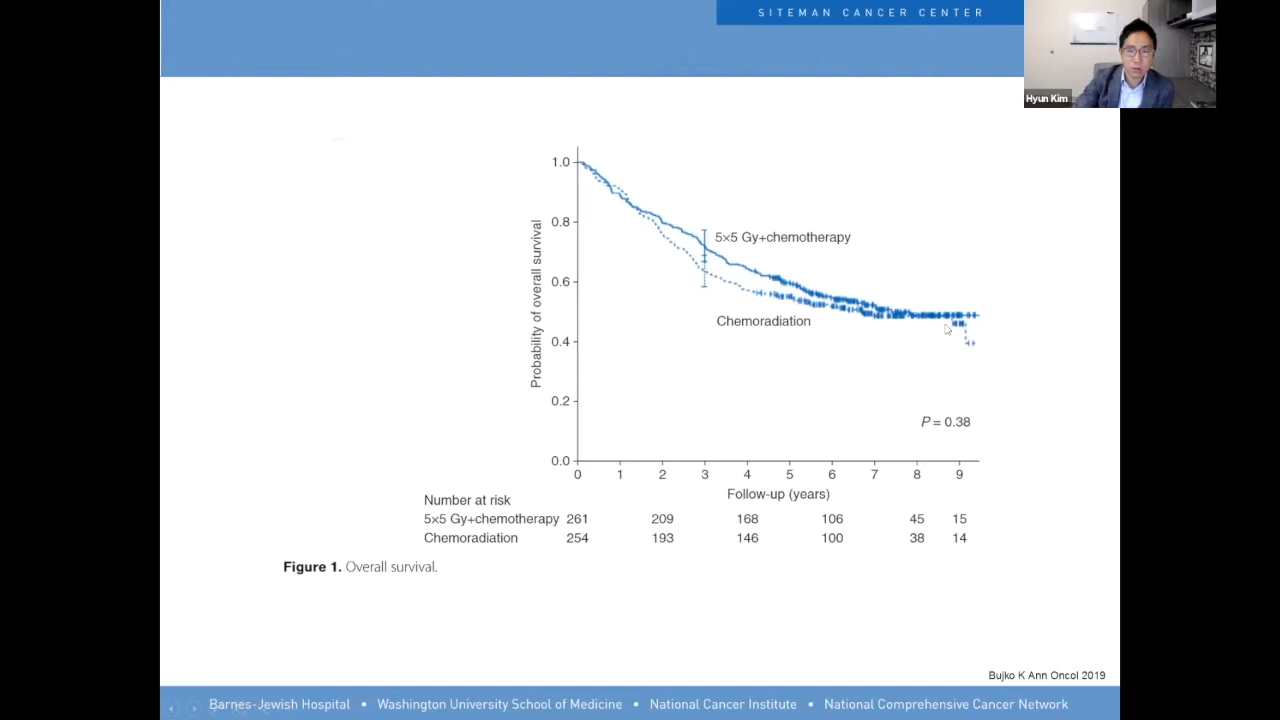 SITEMAN CANCER CENTER
Hyun Kim
1.0
0.8
0.6
0.4
0.2
0.0
Probability of overall survival
5×5 Gy+chemotherapy
Chemoradiation
P = 0.38
0 1 2 3 4 5 6 7 8 9
Follow-up (years)
Number at risk
5×5 Gy+chemotherapy 261 209 168 106 45 15
Chemoradiation 254 193 146 100 38 14
Figure 1. Overall survival.
Bujko K Ann Oncol 2019
Barnes-Jewish Hospital • Washington University School of Medicine • National Cancer Institute • National Comprehensive Cancer Network